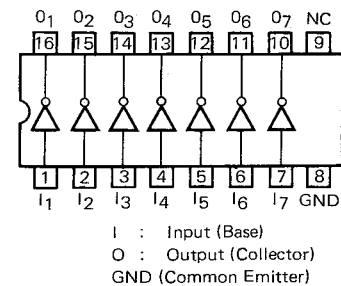 O1 O2 O3 O4 O5 O6 O7 NC
16 15 14 13 12 11 10 9
1 2 3 4 5 6 7 8
I1 I2 I3 I4 I5 I6 I7 GND
I : Input (Base)
O : Output (Collector)
GND (Common Emitter)